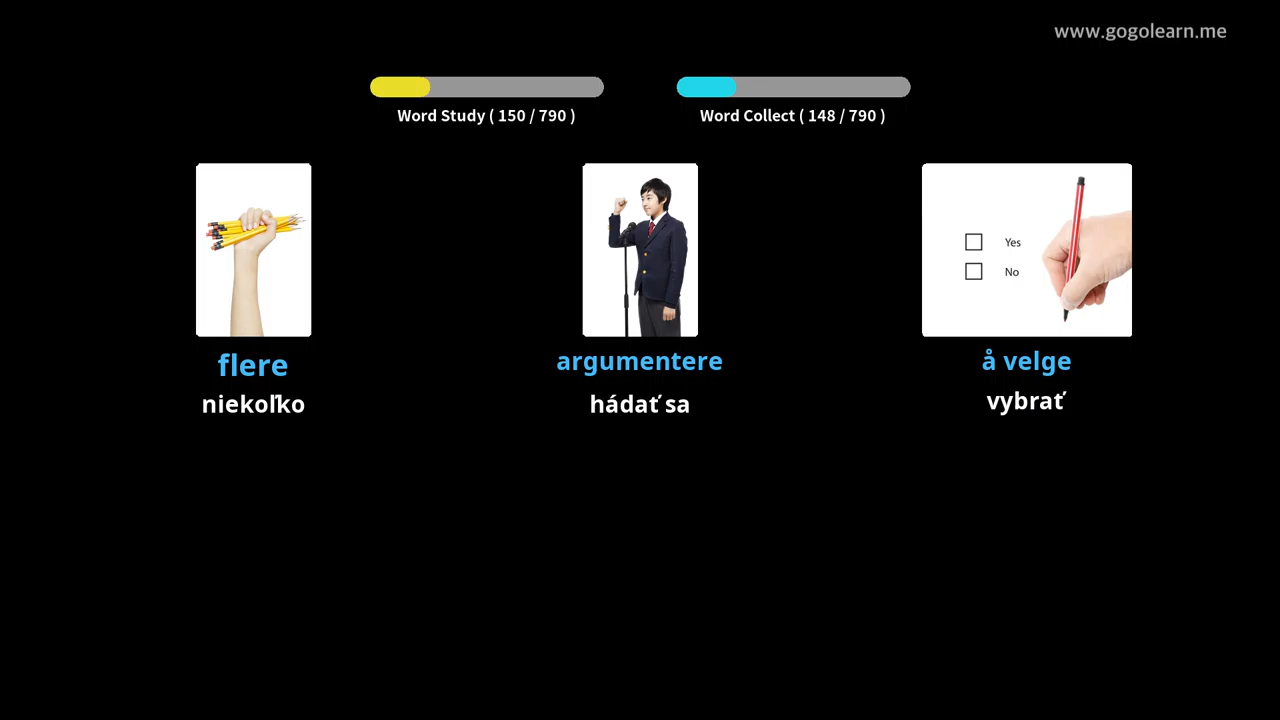 www.gogolearn.me
Word Study ( 150 / 790 )
Word Collect ( 148 / 790 )
Yes
No
flere
argumentere
å velge
niekoľko
hádať sa
vybrať